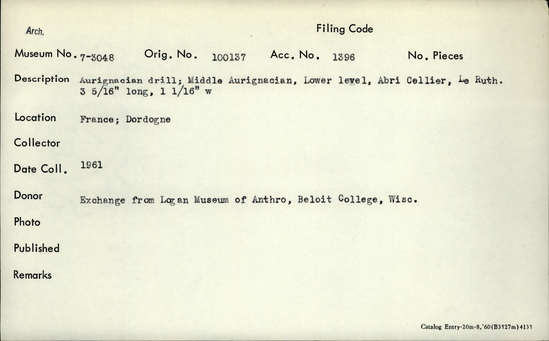 Filing Code
Arch.
Museum No. 7-3048 Orig. No. 100137 Acc. No. 1396 No. Pieces
Description Aurignacian drill; Middle Aurignacian, Lower level, Abri Cellier, Le Ruth.
3 5/16" long, 1 1/16" w
Location France; Dordogne
Collector
Date Coll. 1961
Donor Exchange from Logan Museum of Anthro, Beloit College, Wisc.
Photo
Published
Remarks
Catalog Entry-20m-8,'60(B3927m)4131